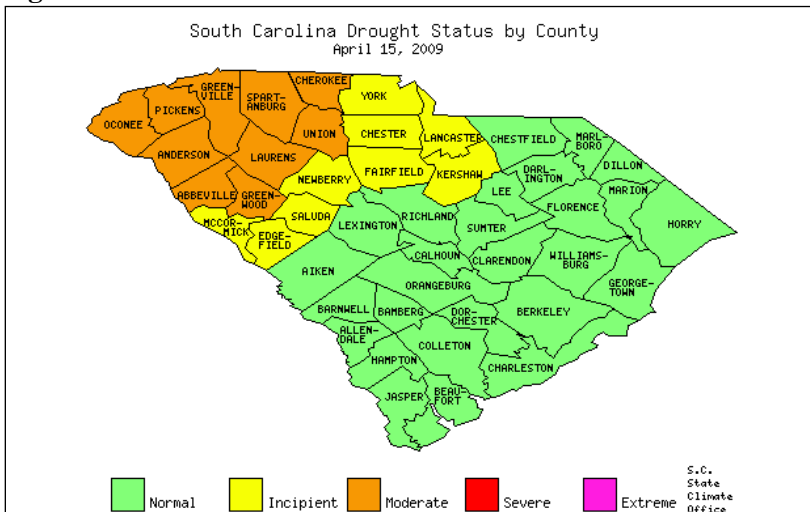 South Carolina Drought Status by County
April 15, 2009
CHEROKEE
GREEN-
VILLE
SPART-
ANBURG
YORK
PICKENS
OCONEE
UNION
CHESTER
LANCASTER
CHESTFIELD
MARL-
BORO
ANDERSON
LAURENS
DILLON
NEWBERRY
FAIRFIELD
KERSHAW
DARL-
INGTON
LEE
MARION
ABBEVILLE
GREEN-
WOOD
FLORENCE
MCCOR-
MICK
SALUDA
LEXINGTON
RICHLAND
SUMTER
HORRY
EDGE-
FIELD
CALHOUN
CLARENDON
WILLIAMS-
BURG
AIKEN
ORANGEBURG
GEORGE-
TOWN
BARNWELL
BAMBERG
DOR-
CHESTER
BERKELEY
ALLEN-
DALE
COLLETON
HAMPTON
CHARLESTON
JASPER
BEAU-
FORT
Normal
Incipient
Moderate
Severe
Extreme
S.C.
State
Climate
Office